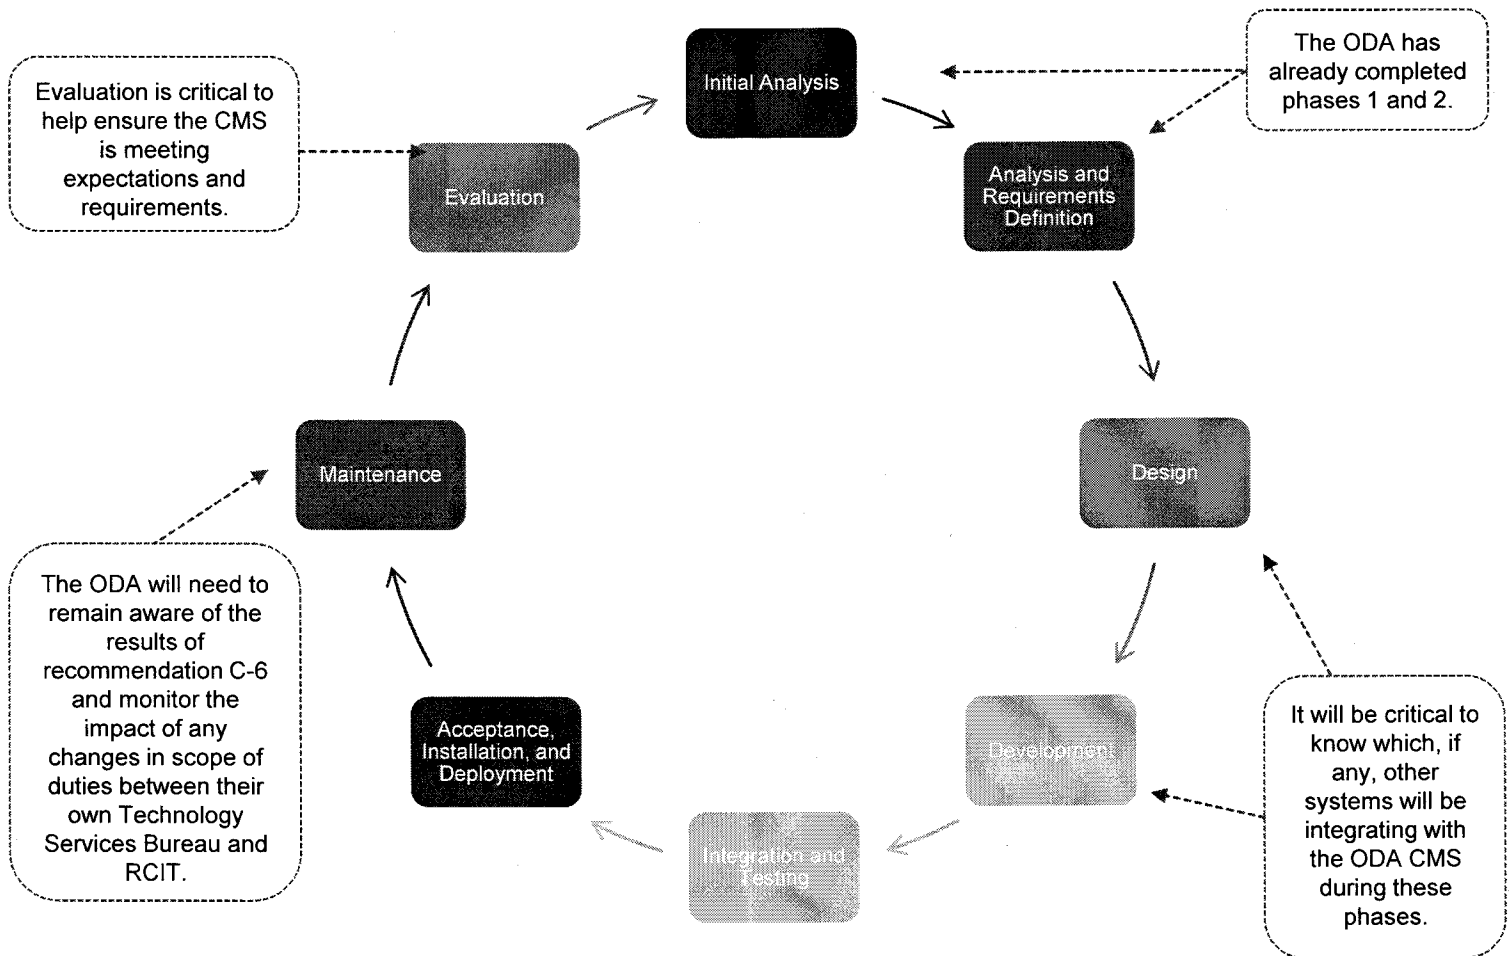 Initial Analysis
The ODA has
already completed
phases 1 and 2.
Evaluation is critical to
help ensure the CMS
is meeting
expectations and
requirements.
Evaluation
Analysis and
Requirements
Definition
Maintenance
Design
The ODA will need to
remain aware of the
results of
recommendation C-6
and monitor the
impact of any
changes in scope of
duties between their
own Technology
Services Bureau and
RCIT.
Acceptance,
Installation, and
Deployment
Development
It will be critical to
know which, if
any, other
systems will be
integrating with
the ODA CMS
during these
phases.
Integration and
Testing